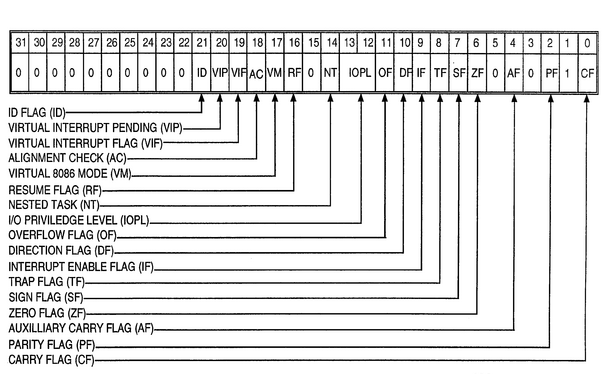 31 30 29 28 27 26 25 24 23 22 21 20 19 18 17 16 15 14 13 12 11 10 9 8 7 6 5 4 3 2 1 0
0 0 0 0 0 0 0 0 0 0 ID VIP VIF AC VM RF 0 NT IOPL OF DF IF TF SF ZF 0 AF 0 PF 1 CF
ID FLAG (ID)
VIRTUAL INTERRUPT PENDING (VIP)
VIRTUAL INTERRUPT FLAG (VIF)
ALIGNMENT CHECK (AC)
VIRTUAL 8086 MODE (VM)
RESUME FLAG (RF)
NESTED TASK (NT)
I/O PRIVILEDGE LEVEL (IOPL)
OVERFLOW FLAG (OF)
DIRECTION FLAG (DF)
INTERRUPT ENABLE FLAG (IF)
TRAP FLAG (TF)
SIGN FLAG (SF)
ZERO FLAG (ZF)
AUXILLIARY CARRY FLAG (AF)
PARITY FLAG (PF)
CARRY FLAG (CF)